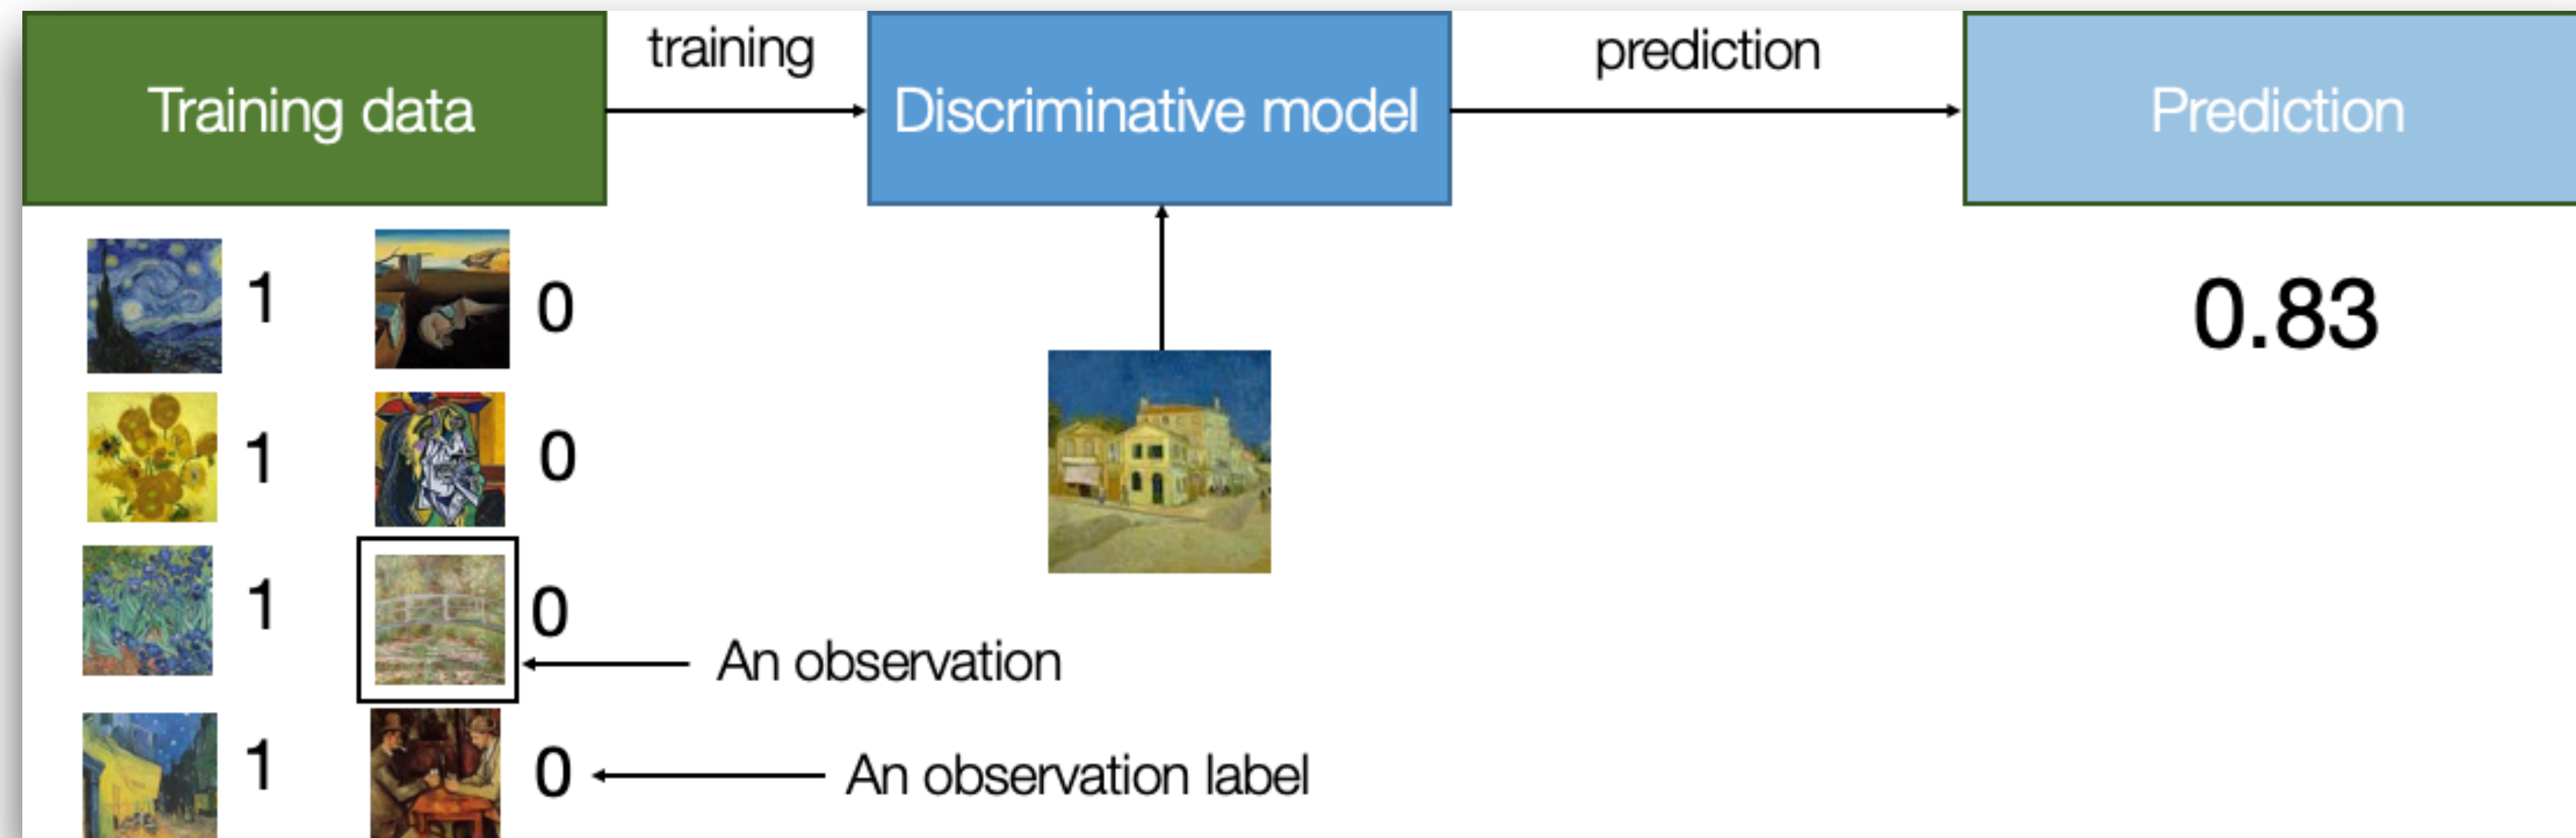 Training data
training
Discriminative model
prediction
Prediction
1
0
0.83
1
0
1
0
An observation
1
0
An observation label